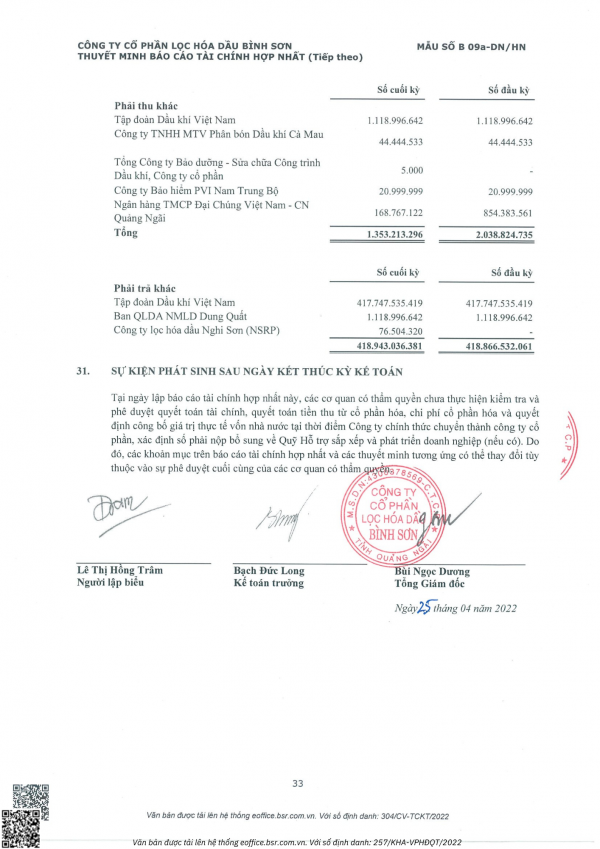 CÔNG TY CỔ PHẦN LỌC HÓA DẦU BÌNH SƠN
THUYẾT MINH BÁO CÁO TÀI CHÍNH HỢP NHẤT (Tiếp theo)
MẪU SỐ B 09a-DN/HN
Số cuối kỳ Số đầu kỳ
Phải thu khác
Tập đoàn Dầu khí Việt Nam 1.118.996.642 1.118.996.642
Công ty TNHH MTV Phân bón Dầu khí Cà Mau
44.444.533 44.444.533
Tổng Công ty Bảo dưỡng - Sửa chữa Công trình
Dầu khí, Công ty cổ phần 5.000 -
Công ty Bảo hiểm PVI Nam Trung Bộ 20.999.999 20.999.999
Ngân hàng TMCP Đại Chúng Việt Nam - CN
Quảng Ngãi 168.767.122 854.383.561
Tổng 1.353.213.296 2.038.824.735
Số cuối kỳ Số đầu kỳ
Phải trả khác
Tập đoàn Dầu khí Việt Nam 417.747.535.419 417.747.535.419
Ban QLDA NMLD Dung Quất 1.118.996.642 1.118.996.642
Công ty lọc hóa dầu Nghi Sơn (NSRP) 76.504.320 -
418.943.036.381 418.866.532.061
31. SỰ KIỆN PHÁT SINH SAU NGÀY KẾT THÚC KỲ KẾ TOÁN
Tại ngày lập báo cáo tài chính hợp nhất này, các cơ quan có thẩm quyền chưa thực hiện kiểm tra và
phê duyệt quyết toán tài chính, quyết toán tiền thu từ cổ phần hóa, chi phí cổ phần hóa và quyết
định công bố giá trị thực tế vốn nhà nước tại thời điểm Công ty chính thức chuyển thành công ty cổ
phần, xác định số phải nộp bổ sung về Quỹ Hỗ trợ sắp xếp và phát triển doanh nghiệp (nếu có). Do
đó, các khoản mục trên báo cáo tài chính hợp nhất và các thuyết minh tương ứng có thể thay đổi tùy
thuộc vào sự phê duyệt cuối cùng của các cơ quan có thẩm quyền.
M.S.D.N:4300378569-C.T.C.P
CÔNG TY
CỔ PHẦN
LỌC HÓA DẦU
BÌNH SƠN
TỈNH QUẢNG NGÃI
C.P
Lê Thị Hồng Trâm
Người lập biểu
Bạch Đức Long
Kế toán trưởng
Bùi Ngọc Dương
Tổng Giám đốc
Ngày 25 tháng 04 năm 2022
33
Văn bản được tải lên hệ thống eoffice.bsr.com.vn. Với số định danh: 304/CV-TCKT/2022
Văn bản được tải lên hệ thống eoffice.bsr.com.vn. Với số định danh: 257/KHA-VPHĐQT/2022